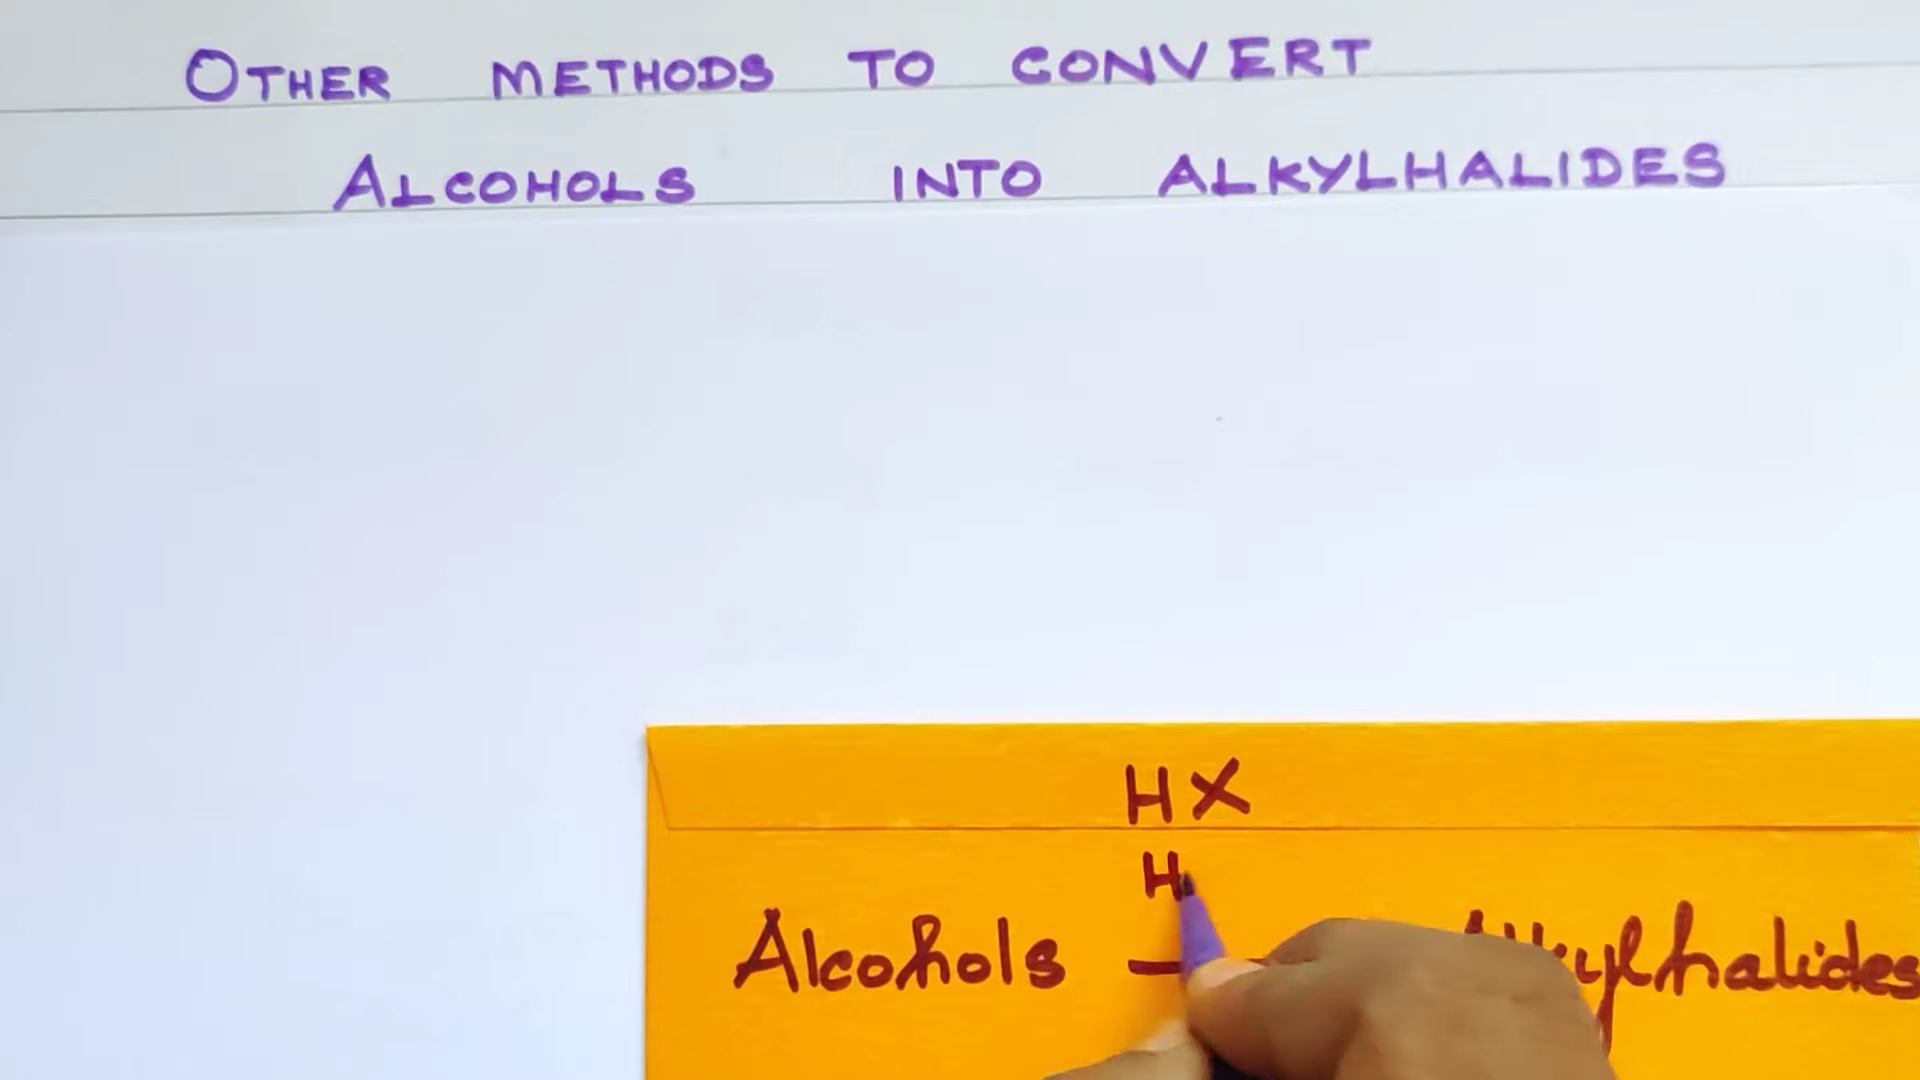 OTHER METHODS TO CONVERT
ALCOHOLS INTO ALKYLHALIDES
HX
H
Alcohols